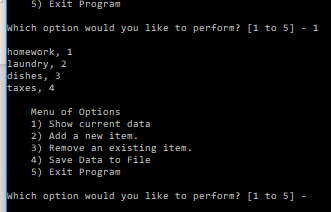 5) Exit Program
Which option would you like to perform? [1 to 5] - 1
homework, 1
laundry, 2
dishes, 3
taxes, 4
Menu of Options
1) Show current data
2) Add a new item.
3) Remove an existing item.
4) Save Data to File
5) Exit Program
Which option would you like to perform? [1 to 5] -